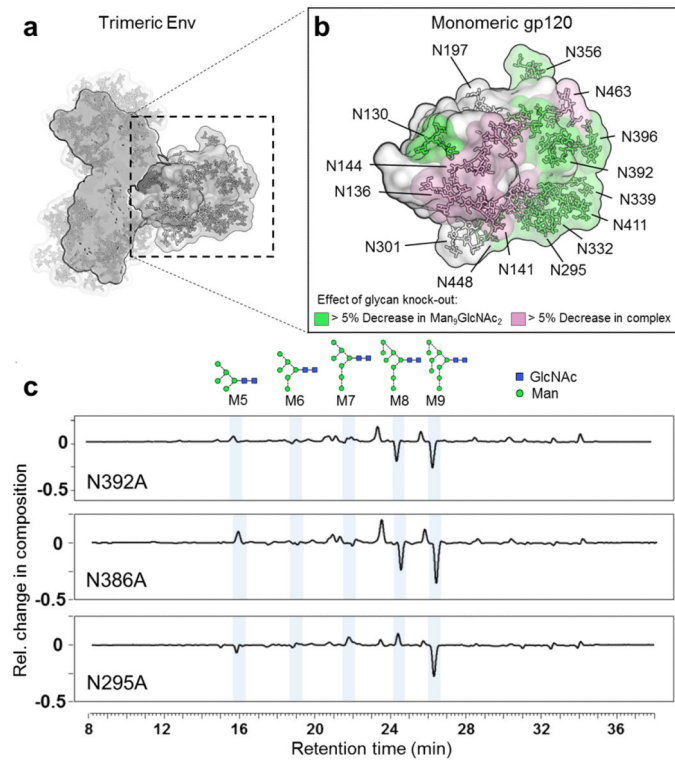 a
Trimeric Env
b
Monomeric gp120
N197
N356
N463
N130
N396
N144
N392
N136
N339
N411
N301
N332
N448
N141
N295
Effect of glycan knock-out:
> 5% Decrease in Man₉GlcNAc₂
> 5% Decrease in complex
c
M5
M6
M7
M8
M9
GlcNAc
Man
Rel. change in composition
0
-0.5
N392A
0
-0.5
N386A
0
-0.5
N295A
8
16
20
24
28
32
36
Retention time (min)